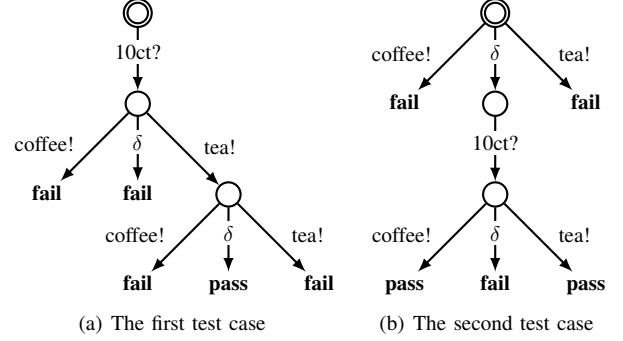 10ct?
coffee! δ tea!
fail fail
coffee! δ tea!
fail pass fail
(a) The first test case
coffee! δ tea!
fail fail
10ct?
coffee! δ tea!
pass fail pass
(b) The second test case